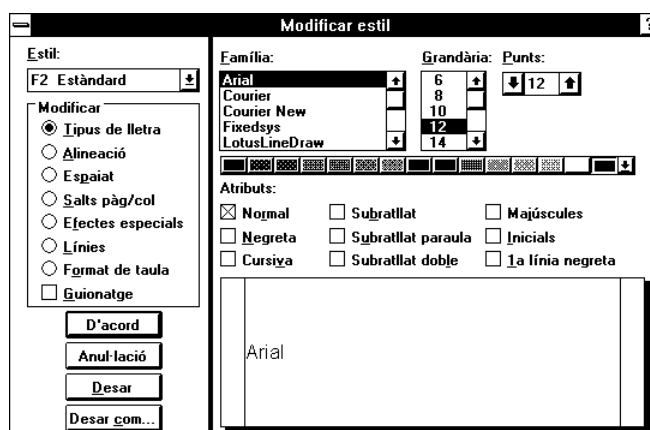 Modificar estil
?
Estil:
F2 Estàndard
Modificar
Tipus de lletra
Alineació
Espaiat
Salts pàg/col
Efectes especials
Línies
Format de taula
Guionatge
D'acord
Anul·lació
Desar
Desar com...
Família:
Arial
Courier
Courier New
Fixedsys
LotusLineDraw
Grandària:
6
8
10
12
14
Punts:
12
Atributs:
Normal
Negreta
Cursiva
Subratllat
Subratllat paraula
Subratllat doble
Majúscules
Inicials
1a línia negreta
Arial